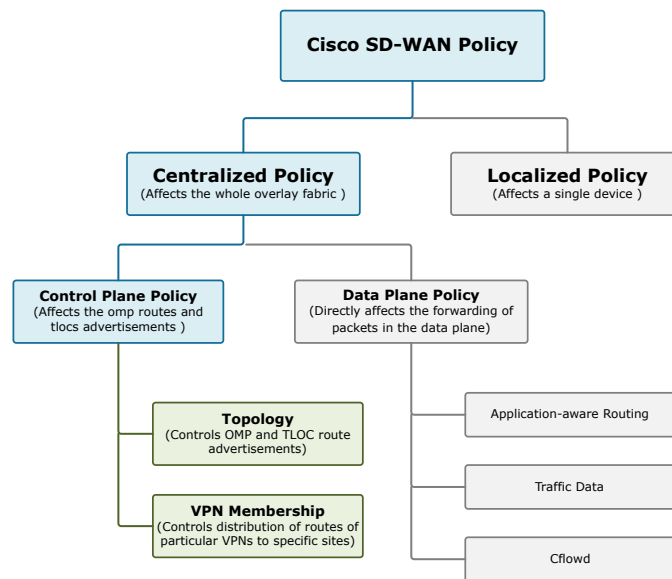 Cisco SD-WAN Policy
Centralized Policy
(Affects the whole overlay fabric )
Localized Policy
(Affects a single device )
Control Plane Policy
(Affects the omp routes and
tlocs advertisements )
Data Plane Policy
(Directly affects the forwarding of
packets in the data plane)
Topology
(Controls OMP and TLOC route
advertisements)
Application-aware Routing
VPN Membership
(Controls distribution of routes of
particular VPNs to specific sites)
Traffic Data
Cflowd